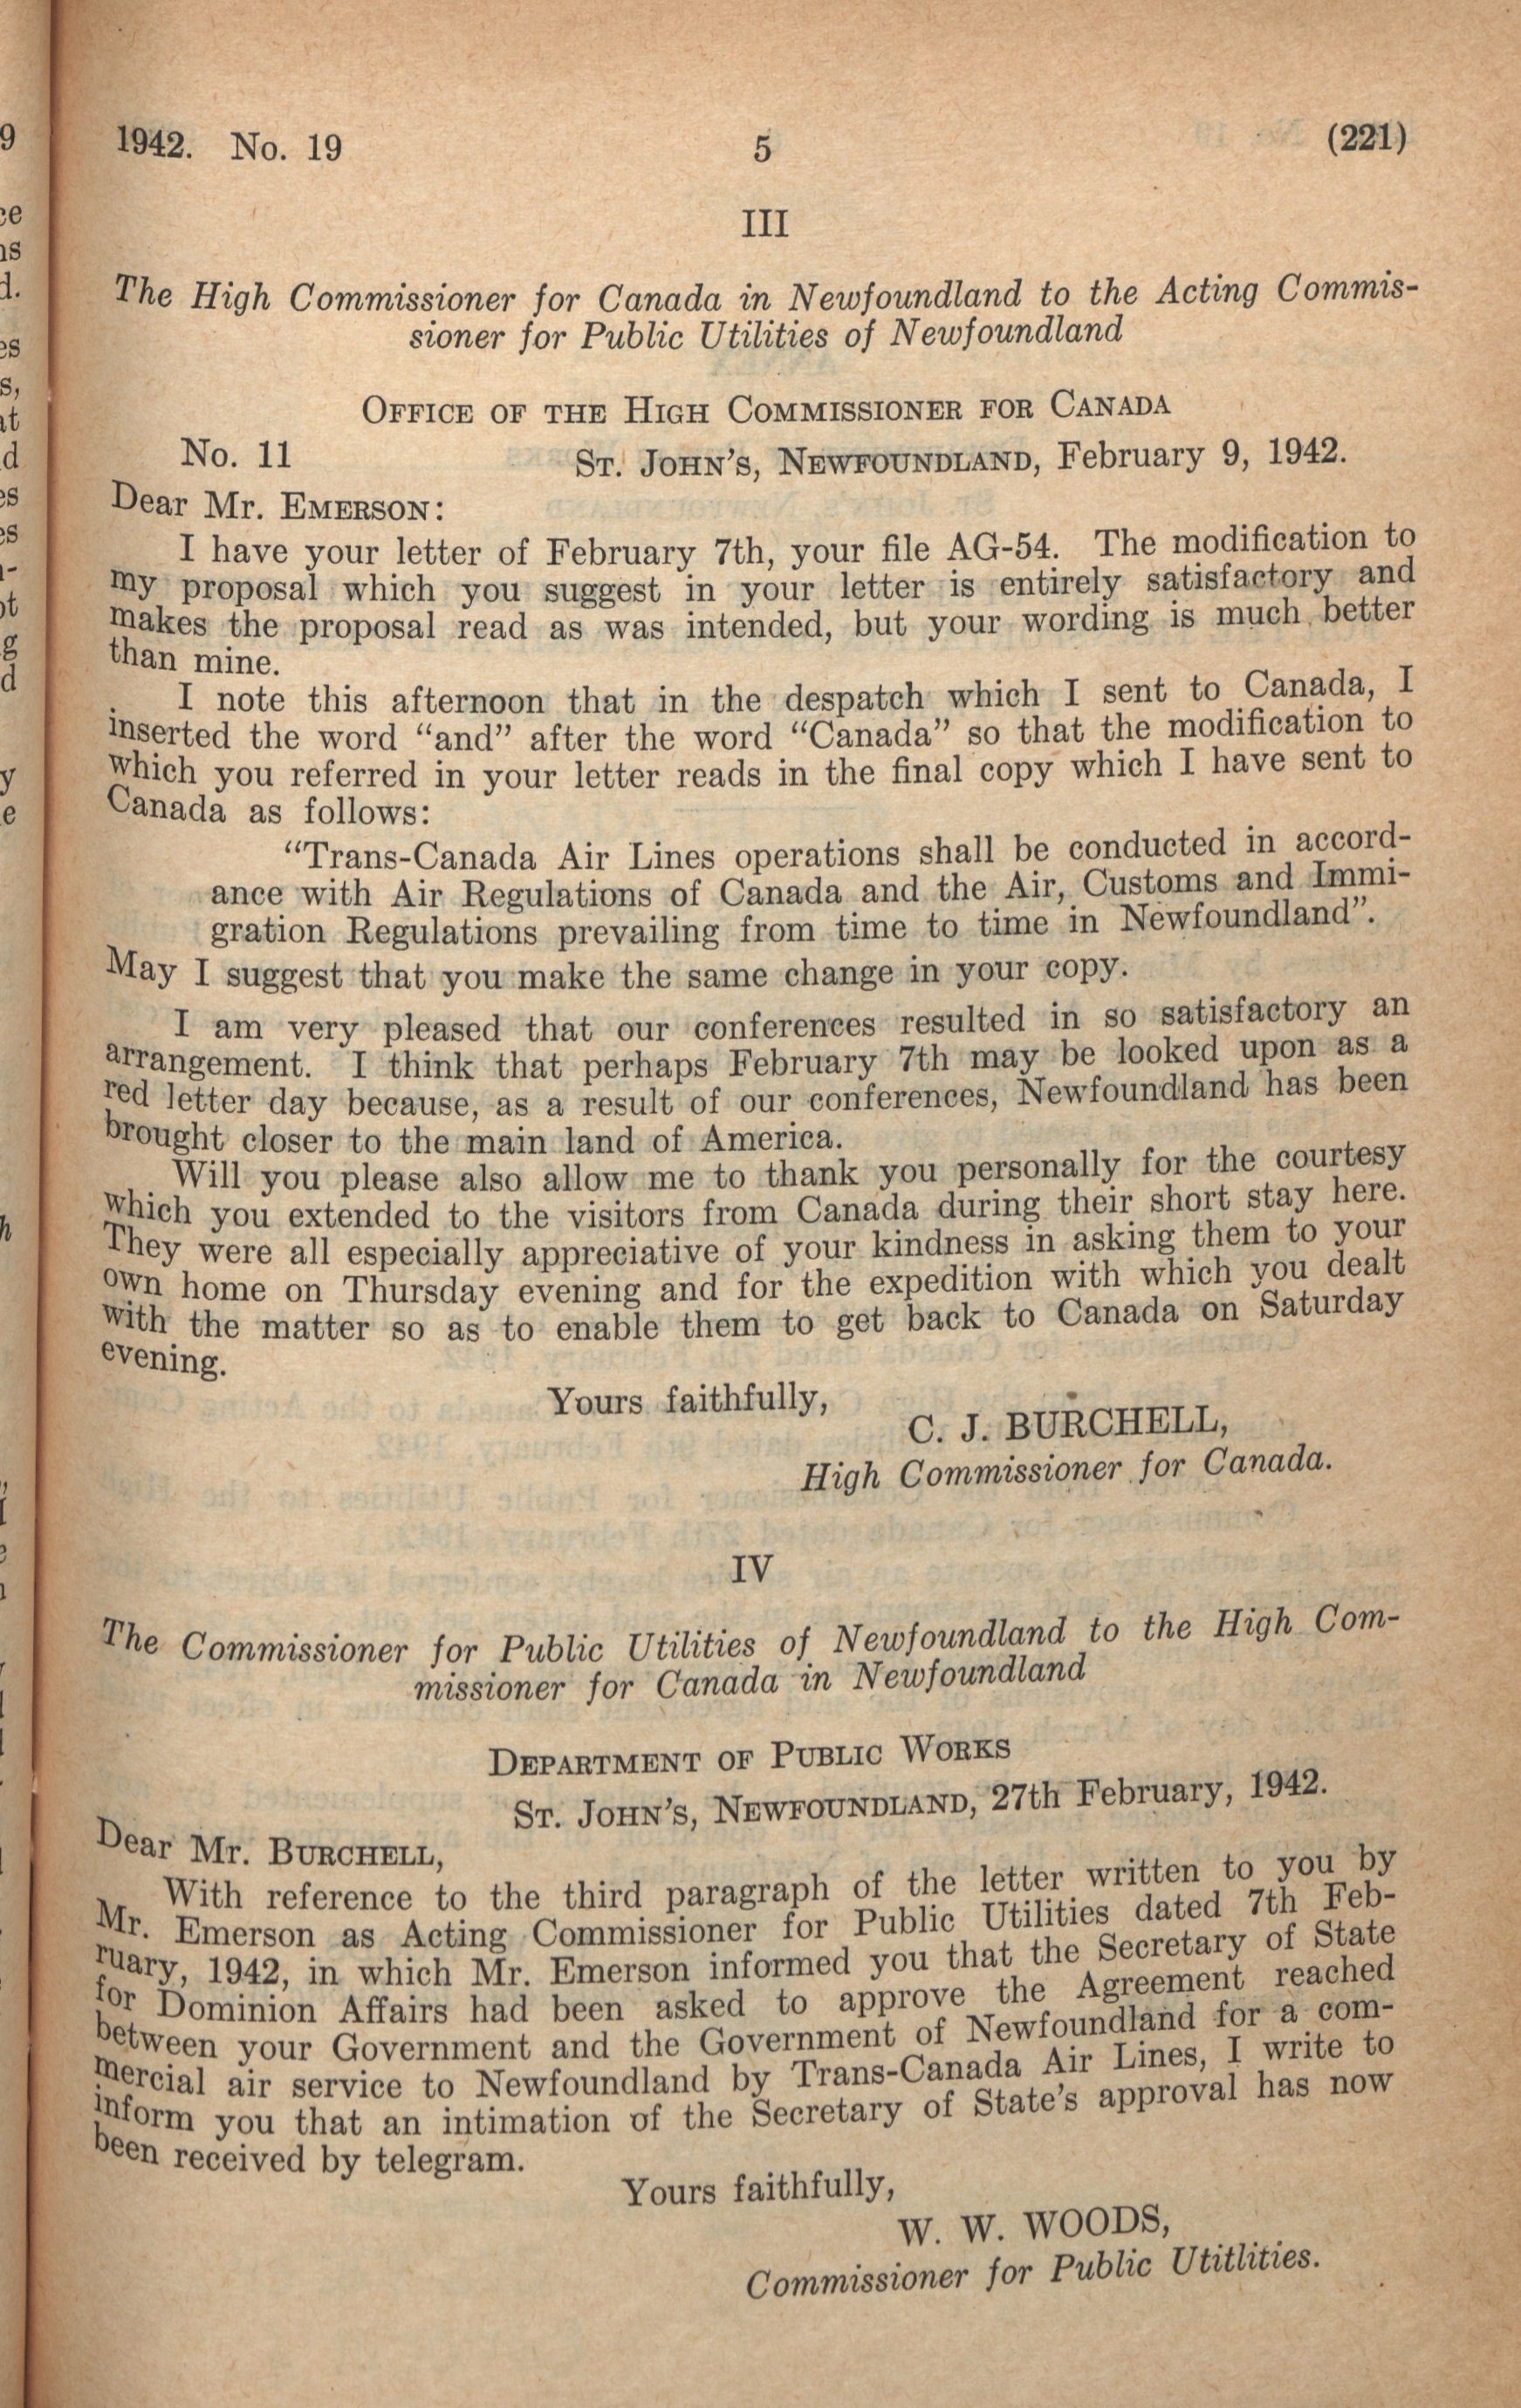 1942. No. 19 5 (221)
III
The High Commissioner for Canada in Newfoundland to the Acting Commis-
sioner for Public Utilities of Newfoundland
OFFICE OF THE HIGH COMMISSIONER FOR CANADA
No. 11 ST. JOHN'S, NEWFOUNDLAND, February 9, 1942.
Dear Mr. EMERSON:
I have your letter of February 7th, your file AG-54. The modification to
my proposal which you suggest in your letter is entirely satisfactory and
makes the proposal read as was intended, but your wording is much better
than mine.
I note this afternoon that in the despatch which I sent to Canada, I
inserted the word “and” after the word “Canada” so that the modification to
which you referred in your letter reads in the final copy which I have sent to
Canada as follows:
“Trans-Canada Air Lines operations shall be conducted in accord-
ance with Air Regulations of Canada and the Air, Customs and Immi-
gration Regulations prevailing from time to time in Newfoundland”.
May I suggest that you make the same change in your copy.
I am very pleased that our conferences resulted in so satisfactory an
arrangement. I think that perhaps February 7th may be looked upon as a
red letter day because, as a result of our conferences, Newfoundland has been
brought closer to the main land of America.
Will you please also allow me to thank you personally for the courtesy
which you extended to the visitors from Canada during their short stay here.
They were all especially appreciative of your kindness in asking them to your
own home on Thursday evening and for the expedition with which you dealt
with the matter so as to enable them to get back to Canada on Saturday
evening.
Yours faithfully,
C. J. BURCHELL,
High Commissioner for Canada.
IV
The Commissioner for Public Utilities of Newfoundland to the High Com-
missioner for Canada in Newfoundland
DEPARTMENT OF PUBLIC WORKS
ST. JOHN'S, NEWFOUNDLAND, 27th February, 1942.
Dear Mr. BURCHELL,
With reference to the third paragraph of the letter written to you by
Mr. Emerson as Acting Commissioner for Public Utilities dated 7th Feb-
ruary, 1942, in which Mr. Emerson informed you that the Secretary of State
for Dominion Affairs had been asked to approve the Agreement reached
between your Government and the Government of Newfoundland for a com-
mercial air service to Newfoundland by Trans-Canada Air Lines, I write to
inform you that an intimation of the Secretary of State's approval has now
been received by telegram.
Yours faithfully,
W. W. WOODS,
Commissioner for Public Utitlities.